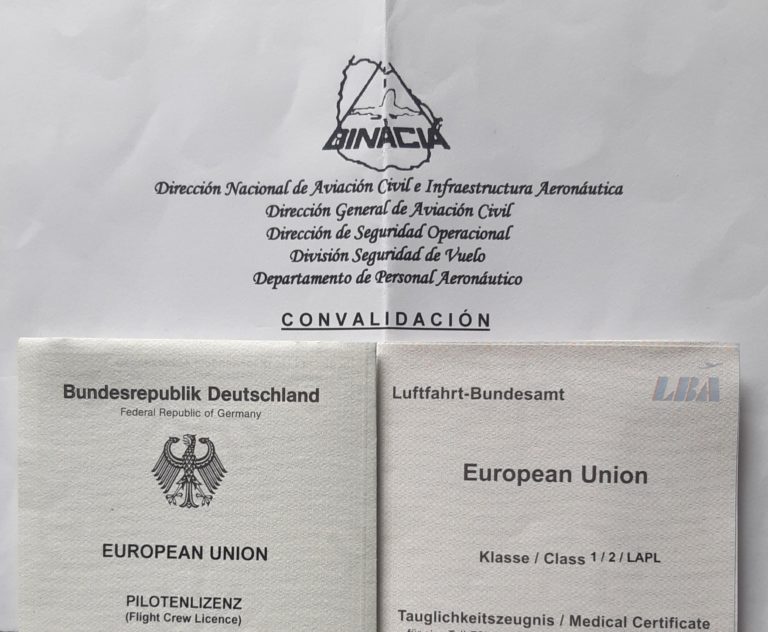 DINACIA
Dirección Nacional de Aviación Civil e Infraestructura Aeronáutica
Dirección General de Aviación Civil
Dirección de Seguridad Operacional
División Seguridad de Vuelo
Departamento de Personal Aeronáutico
CONVALIDACIÓN
Bundesrepublik Deutschland
Federal Republic of Germany
EUROPEAN UNION
PILOTENLIZENZ
(Flight Crew Licence)
Luftfahrt-Bundesamt
LBA
European Union
Klasse / Class 1 / 2 / LAPL
Tauglichkeitszeugnis / Medical Certificate